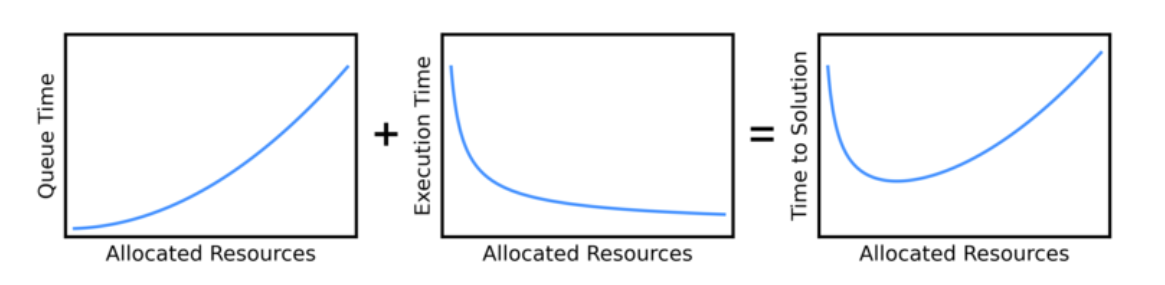 Queue Time
Allocated Resources
+
Execution Time
Allocated Resources
=
Time to Solution
Allocated Resources